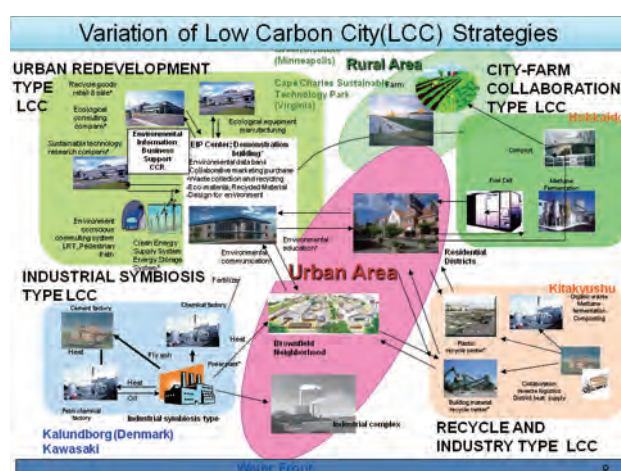 Variation of Low Carbon City(LCC) Strategies
(Minneapolis)
Rural Area
Cape Charles Sustainable
Technology Park
(Virginia)
Farm
URBAN REDEVELOPMENT
TYPE
LCC
Recycle goods
retail & sale*
Ecological
consulting
company*
Sustainable technology
research company*
Ecological equipment
manufacturing
Environmental
Information
Business
Support
CCR
EIP Center; Demonstration
building*
-Environmental data bank
-Collaborative marketing purchase
-Waste collection and recycling
-Eco-material, Recycled Material
-Design for environment
Environment
conscious
commuting system
LRT, Pedestrian
Path
Clean Energy
Supply System
Energy Storage
System*
Environmental
communication
Environmental
education*
CITY-FARM
COLLABORATION
TYPE LCC
Hokkaido
Compost
Fuel Cell
Methane
Fermentation
Residential
Districts
Urban Area
Brownfield
Neighborhood
Industrial complex
INDUSTRIAL SYMBIOSIS
TYPE LCC
Fertilizer
Cement factory
Chemical factory
Heat
Fly ash
Heat
Powerplant*
Heat
Oil
Petro chemical
factory
Industrial symbiosis type
Kalundborg (Denmark)
Kawasaki
Kitakyushu
Organic waste
Methane
fermentation
Composting
Plastic
recycle center*
Building material
recycle center*
Collaboration
Reverse logistics
District heat supply
RECYCLE AND
INDUSTRY TYPE LCC
Water Front